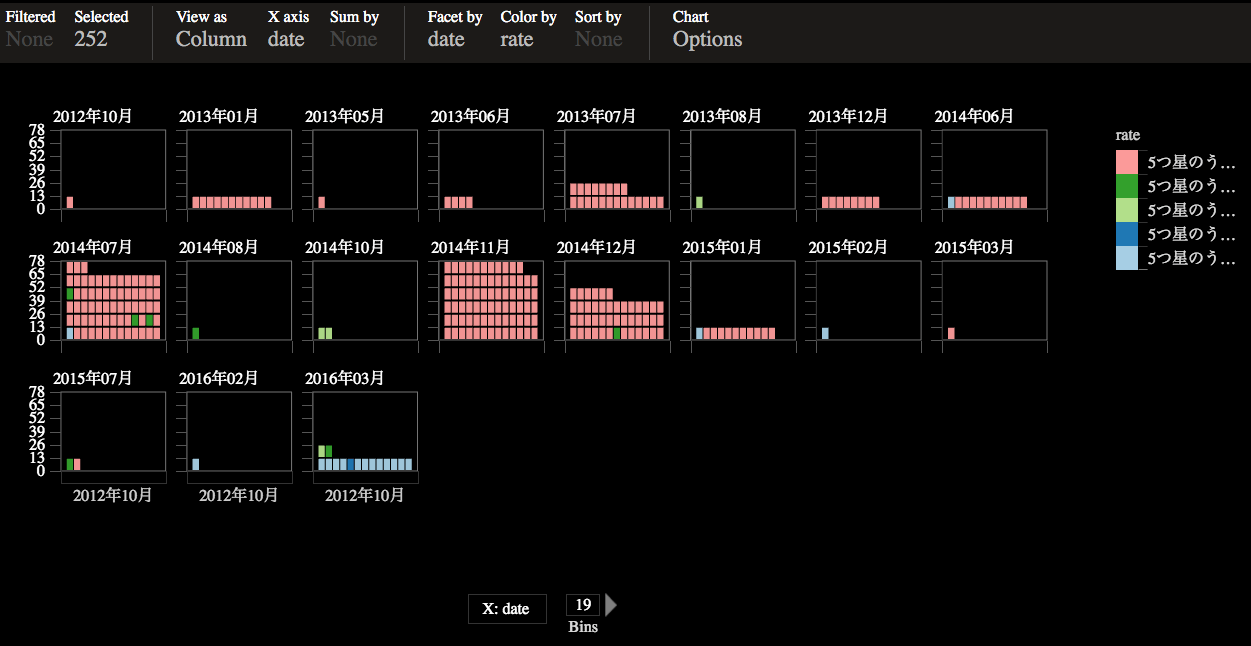 Filtered Selected View as X axis Sum by Facet by Color by Sort by Chart
None 252 Column date None date rate None Options
2012年10月 2013年01月 2013年05月 2013年06月 2013年07月 2013年08月 2013年12月 2014年06月
78
65
52
39
26
13
0
rate
5つ星のう…
5つ星のう…
5つ星のう…
5つ星のう…
5つ星のう…
2014年07月 2014年08月 2014年10月 2014年11月 2014年12月 2015年01月 2015年02月 2015年03月
78
65
52
39
26
13
0
2015年07月 2016年02月 2016年03月
78
65
52
39
26
13
0
2012年10月 2012年10月 2012年10月
X: date 19
Bins